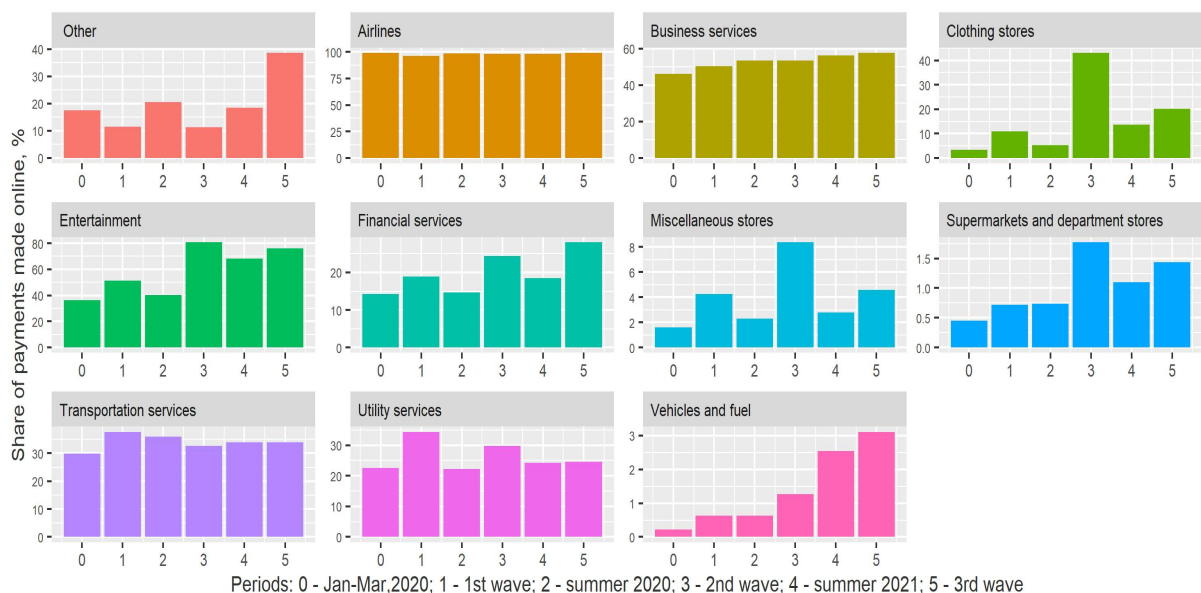 Share of payments made online, %
Other
40
30
20
10
0
0 1 2 3 4 5
Airlines
100
75
50
25
0
0 1 2 3 4 5
Business services
60
40
20
0
0 1 2 3 4 5
Clothing stores
40
30
20
10
0
0 1 2 3 4 5
Entertainment
80
60
40
20
0
0 1 2 3 4 5
Financial services
20
10
0
0 1 2 3 4 5
Miscellaneous stores
8
6
4
2
0
0 1 2 3 4 5
Supermarkets and department stores
1.5
1.0
0.5
0.0
0 1 2 3 4 5
Transportation services
30
20
10
0
0 1 2 3 4 5
Utility services
30
20
10
0
0 1 2 3 4 5
Vehicles and fuel
3
2
1
0
0 1 2 3 4 5
Periods: 0 - Jan-Mar,2020; 1 - 1st wave; 2 - summer 2020; 3 - 2nd wave; 4 - summer 2021; 5 - 3rd wave